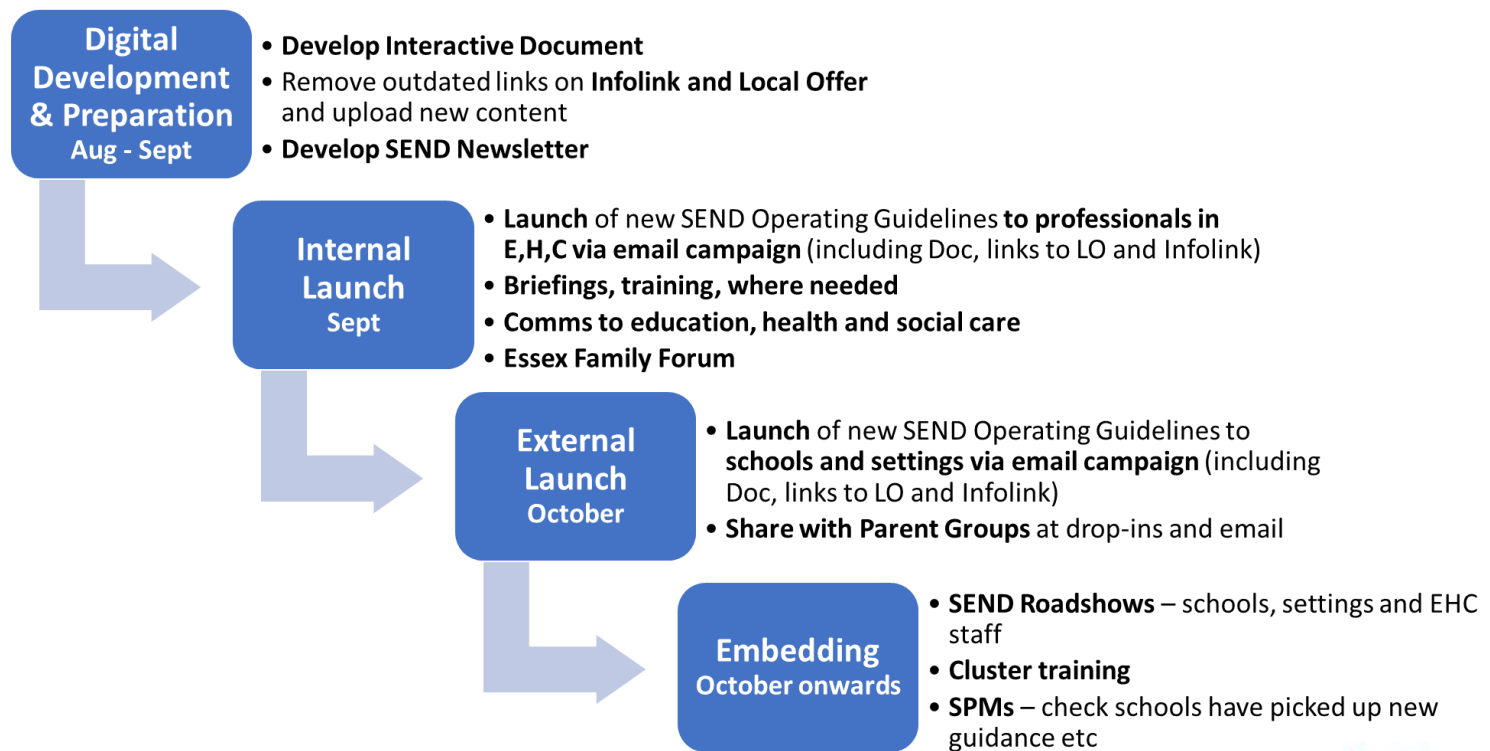 Digital
Development
& Preparation
Aug - Sept
• Develop Interactive Document
• Remove outdated links on Infolink and Local Offer
and upload new content
• Develop SEND Newsletter
Internal
Launch
Sept
• Launch of new SEND Operating Guidelines to professionals in
E,H,C via email campaign (including Doc, links to LO and Infolink)
• Briefings, training, where needed
• Comms to education, health and social care
• Essex Family Forum
External
Launch
October
• Launch of new SEND Operating Guidelines to
schools and settings via email campaign (including
Doc, links to LO and Infolink)
• Share with Parent Groups at drop-ins and email
Embedding
October onwards
• SEND Roadshows – schools, settings and EHC
staff
• Cluster training
• SPMs – check schools have picked up new
guidance etc